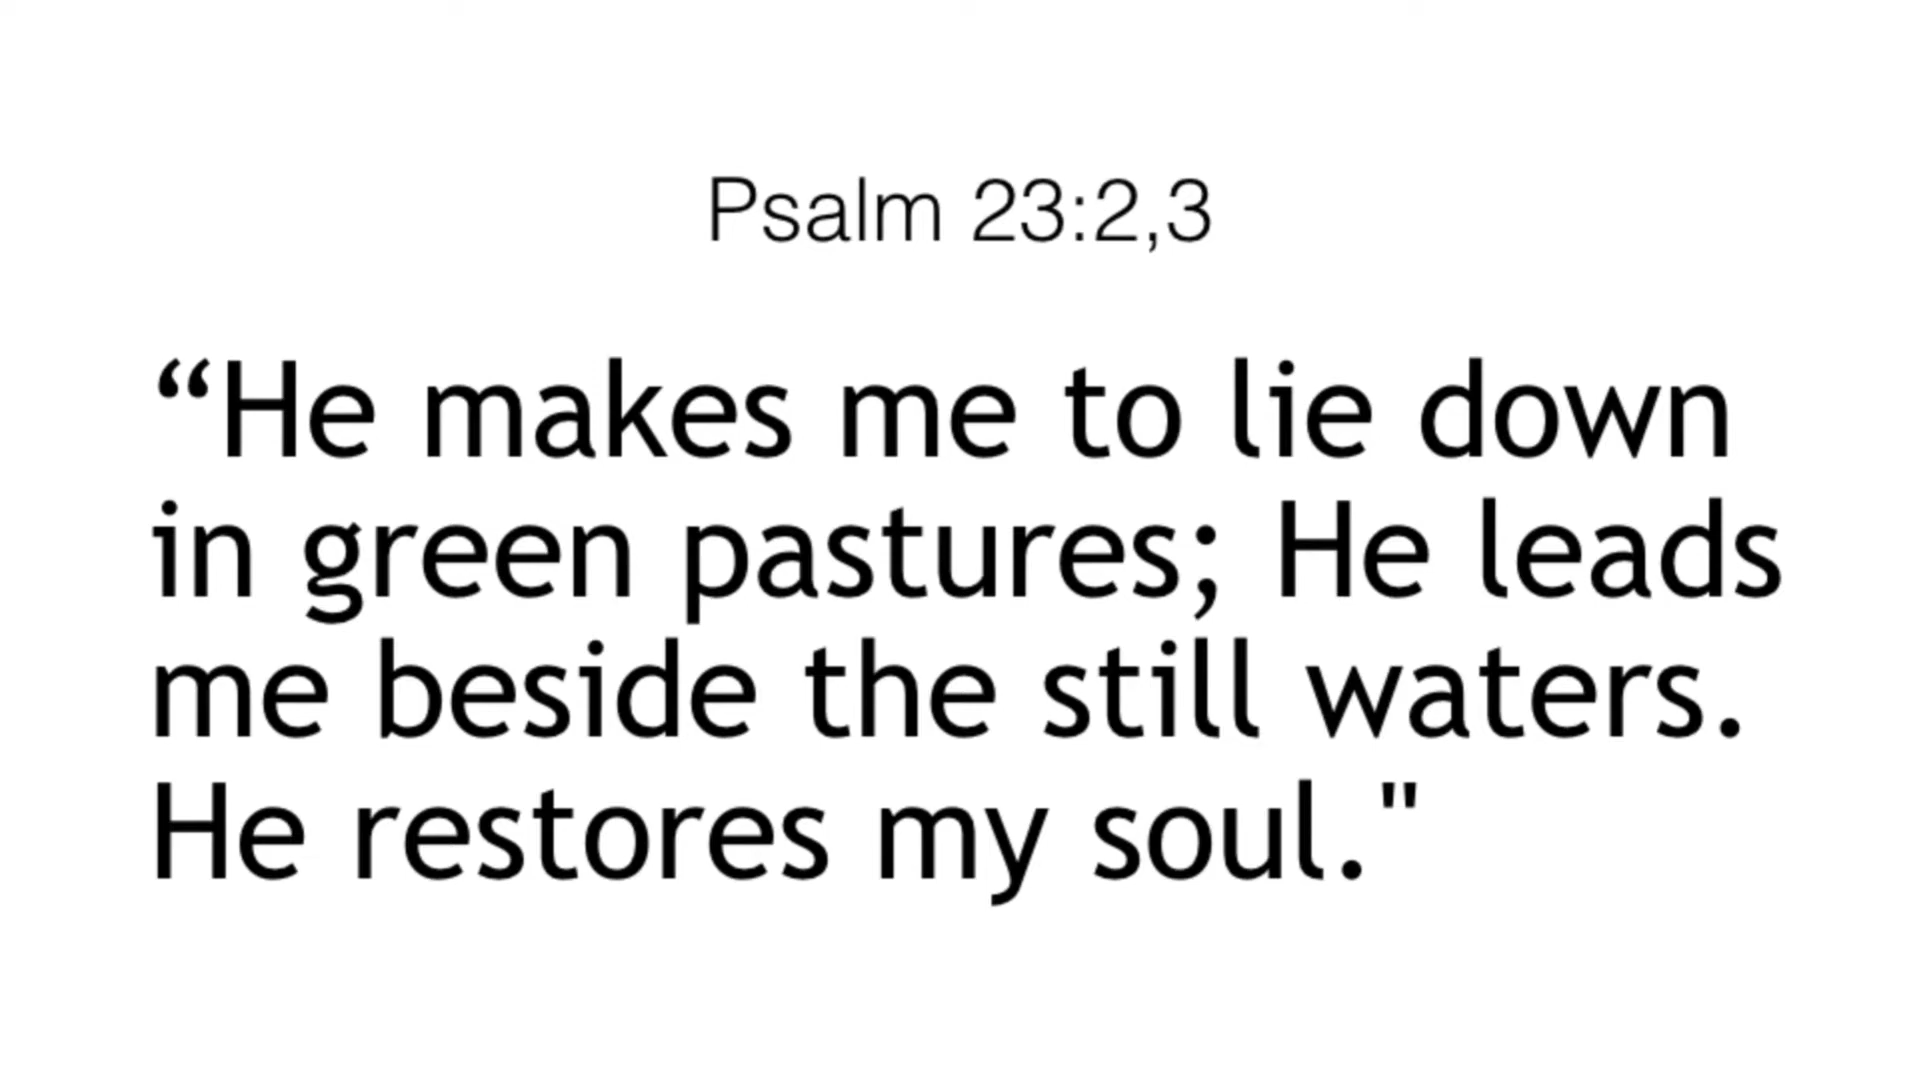 Psalm 23:2,3
“He makes me to lie down
in green pastures; He leads
me beside the still waters.
He restores my soul."